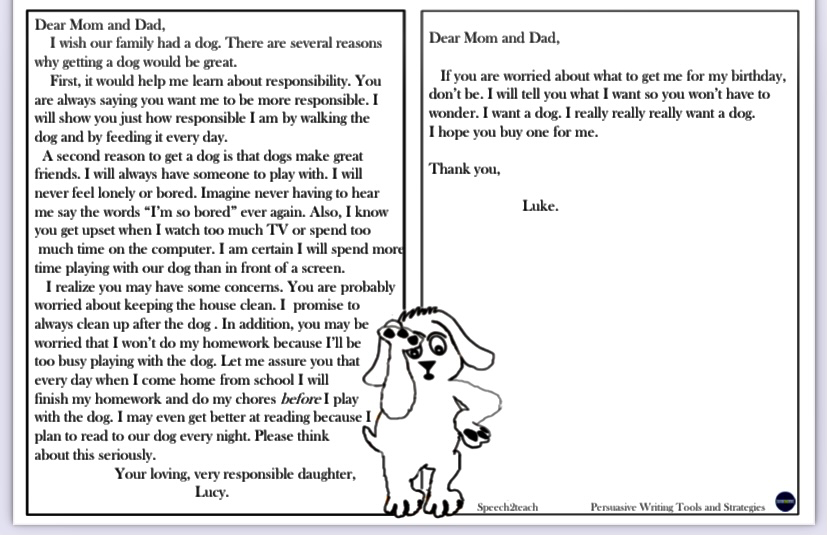 Dear Mom and Dad,
I wish our family had a dog. There are several reasons
why getting a dog would be great.
First, it would help me learn about responsibility. You
are always saying you want me to be more responsible. I
will show you just how responsible I am by walking the
dog and by feeding it every day.
A second reason to get a dog is that dogs make great
friends. I will always have someone to play with. I will
never feel lonely or bored. Imagine never having to hear
me say the words “I’m so bored” ever again. Also, I know
you get upset when I watch too much TV or spend too
much time on the computer. I am certain I will spend more
time playing with our dog than in front of a screen.
I realize you may have some concerns. You are probably
worried about keeping the house clean. I promise to
always clean up after the dog . In addition, you may be
worried that I won’t do my homework because I’ll be
too busy playing with the dog. Let me assure you that
every day when I come home from school I will
finish my homework and do my chores before I play
with the dog. I may even get better at reading because I
plan to read to our dog every night. Please think
about this seriously.
Your loving, very responsible daughter,
Lucy.
Dear Mom and Dad,
If you are worried about what to get me for my birthday,
don’t be. I will tell you what I want so you won’t have to
wonder. I want a dog. I really really really want a dog.
I hope you buy one for me.
Thank you,
Luke.
Speech2teach
Persuasive Writing Tools and Strategies